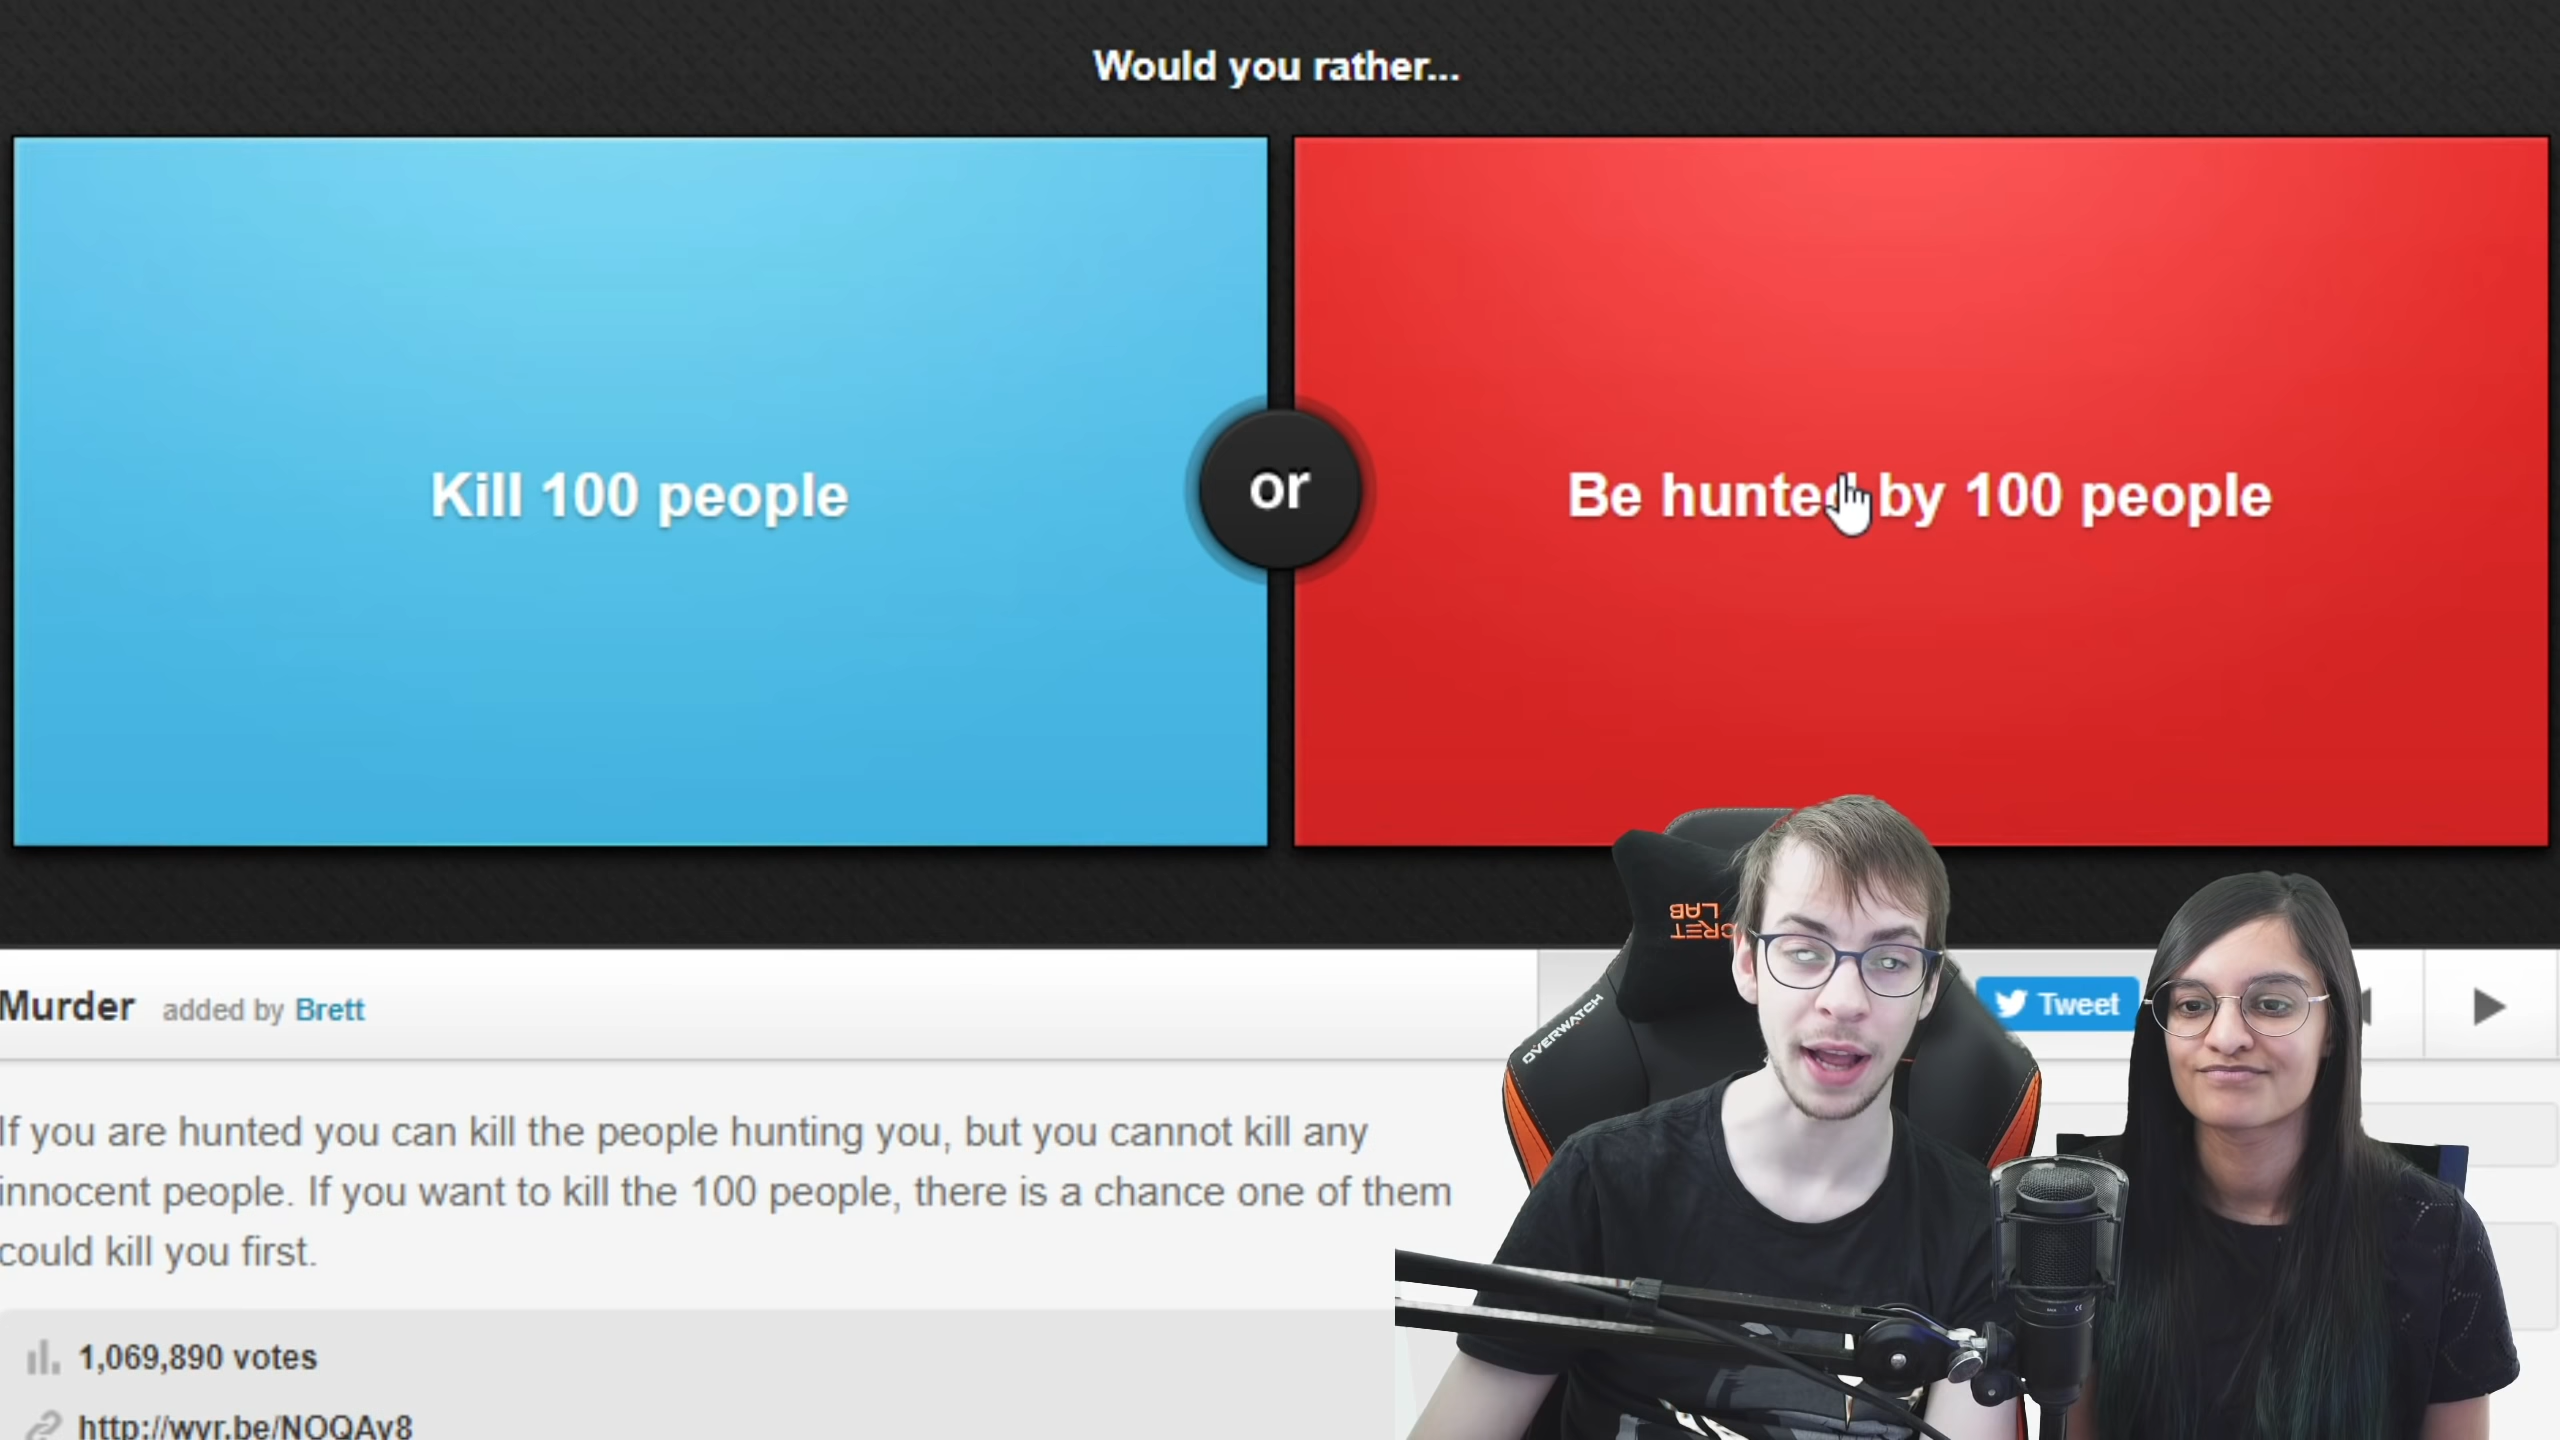 Would you rather...
Kill 100 people
or
Be hunted by 100 people
Murder added by Brett
Tweet
If you are hunted you can kill the people hunting you, but you cannot kill any
innocent people. If you want to kill the 100 people, there is a chance one of them
could kill you first.
1,069,890 votes
http://wyr.be/NOQAy8
OVERWATCH
LAB